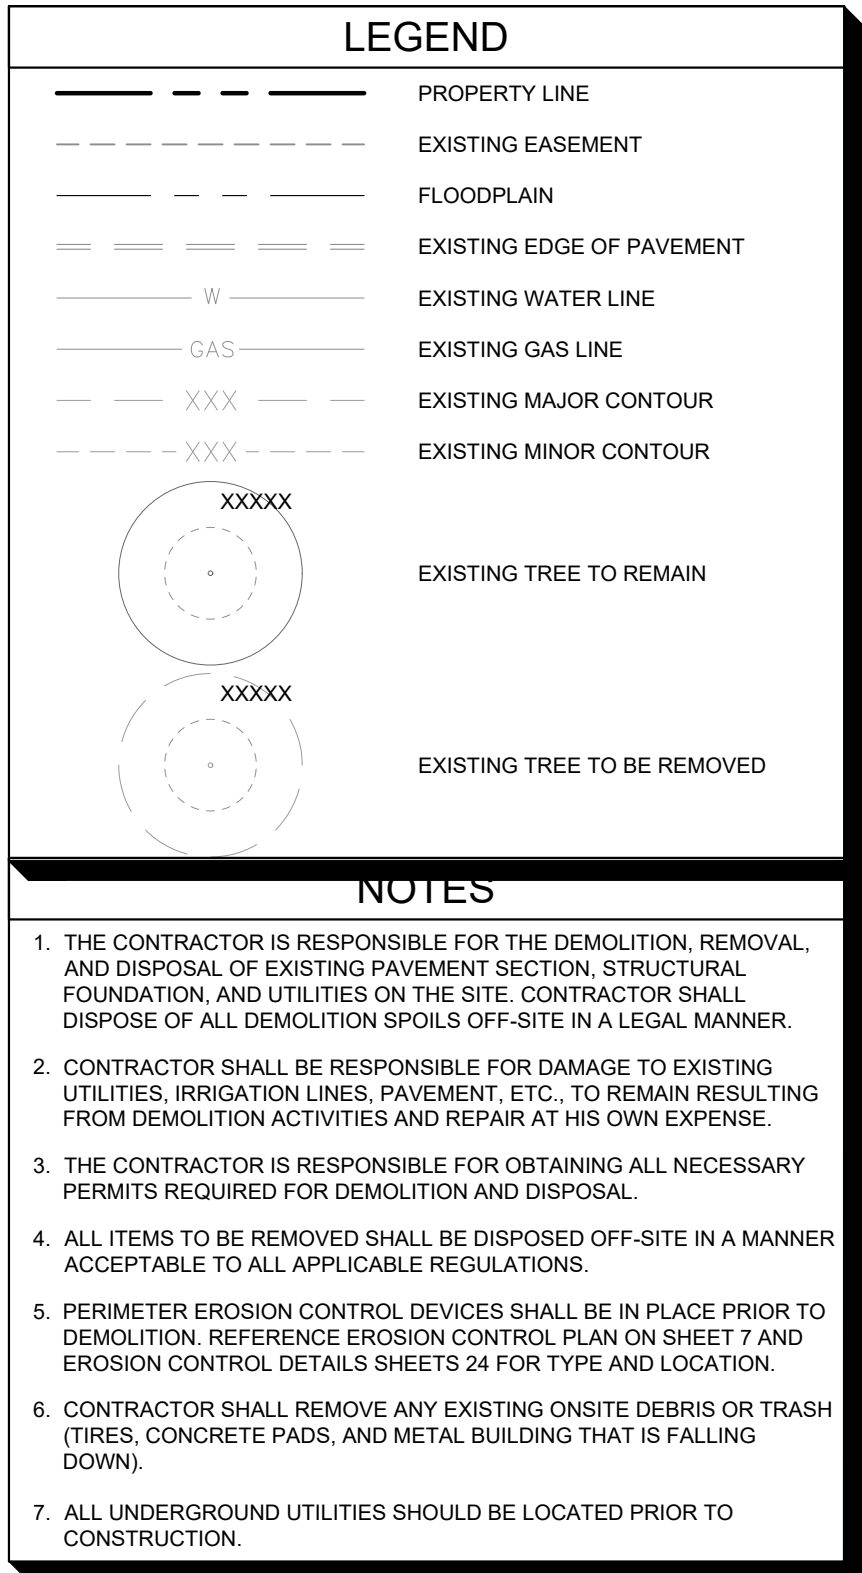 LEGEND
PROPERTY LINE
EXISTING EASEMENT
FLOODPLAIN
EXISTING EDGE OF PAVEMENT
W
EXISTING WATER LINE
GAS
EXISTING GAS LINE
XXX
EXISTING MAJOR CONTOUR
XXX
EXISTING MINOR CONTOUR
XXXXX
EXISTING TREE TO REMAIN
XXXXX
EXISTING TREE TO BE REMOVED
NOTES
1. THE CONTRACTOR IS RESPONSIBLE FOR THE DEMOLITION, REMOVAL,
AND DISPOSAL OF EXISTING PAVEMENT SECTION, STRUCTURAL
FOUNDATION, AND UTILITIES ON THE SITE. CONTRACTOR SHALL
DISPOSE OF ALL DEMOLITION SPOILS OFF-SITE IN A LEGAL MANNER.
2. CONTRACTOR SHALL BE RESPONSIBLE FOR DAMAGE TO EXISTING
UTILITIES, IRRIGATION LINES, PAVEMENT, ETC., TO REMAIN RESULTING
FROM DEMOLITION ACTIVITIES AND REPAIR AT HIS OWN EXPENSE.
3. THE CONTRACTOR IS RESPONSIBLE FOR OBTAINING ALL NECESSARY
PERMITS REQUIRED FOR DEMOLITION AND DISPOSAL.
4. ALL ITEMS TO BE REMOVED SHALL BE DISPOSED OFF-SITE IN A MANNER
ACCEPTABLE TO ALL APPLICABLE REGULATIONS.
5. PERIMETER EROSION CONTROL DEVICES SHALL BE IN PLACE PRIOR TO
DEMOLITION. REFERENCE EROSION CONTROL PLAN ON SHEET 7 AND
EROSION CONTROL DETAILS SHEETS 24 FOR TYPE AND LOCATION.
6. CONTRACTOR SHALL REMOVE ANY EXISTING ONSITE DEBRIS OR TRASH
(TIRES, CONCRETE PADS, AND METAL BUILDING THAT IS FALLING
DOWN).
7. ALL UNDERGROUND UTILITIES SHOULD BE LOCATED PRIOR TO
CONSTRUCTION.